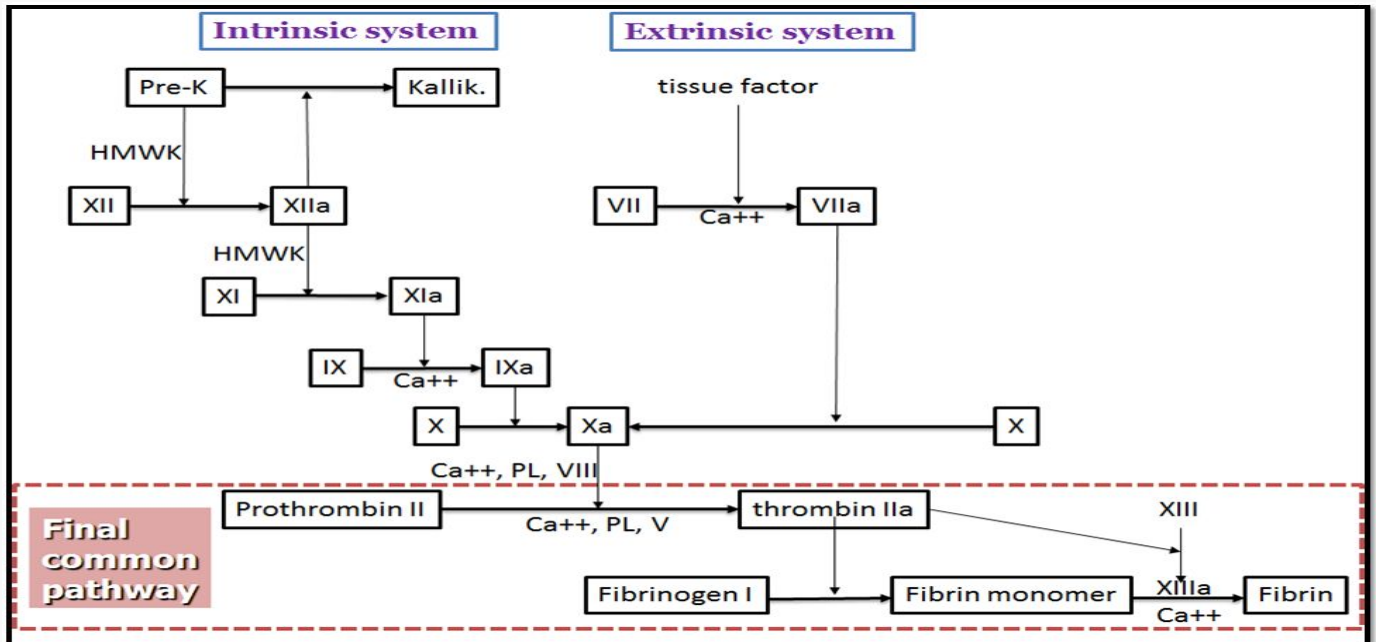 Intrinsic system
Extrinsic system
Pre-K
Kallik.
tissue factor
HMWK
XII
XIIa
VII
Ca++
VIIa
HMWK
XI
XIa
IX
Ca++
IXa
X
Xa
X
Ca++, PL, VIII
Prothrombin II
Ca++, PL, V
thrombin IIa
XIII
Final
common
pathway
Fibrinogen I
Fibrin monomer
XIIIa
Ca++
Fibrin